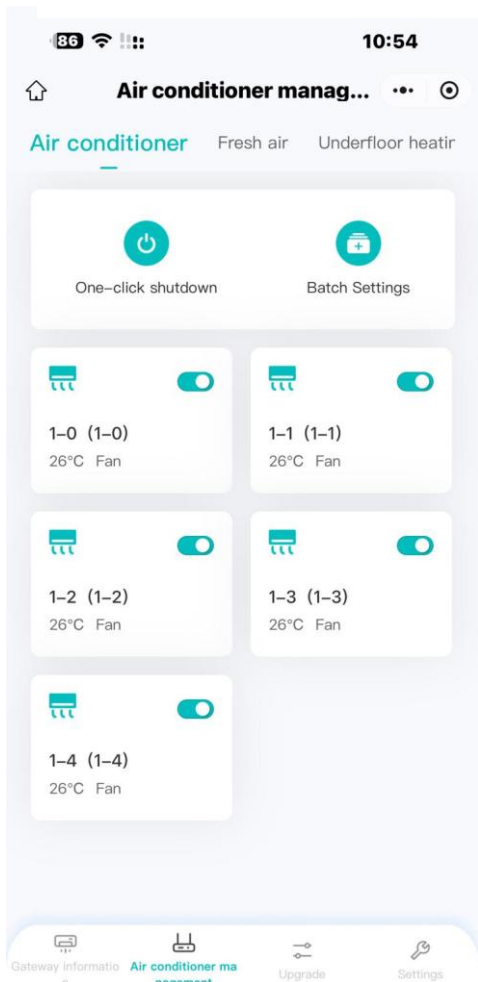 86 10:54
Air conditioner manag...
Air conditioner Fresh air Underfloor heatir
One-click shutdown Batch Settings
1-0 (1-0) 1-1 (1-1)
26°C Fan 26°C Fan
1-2 (1-2) 1-3 (1-3)
26°C Fan 26°C Fan
1-4 (1-4)
26°C Fan
Gateway informatio Air conditioner ma Upgrade Settings
nagement